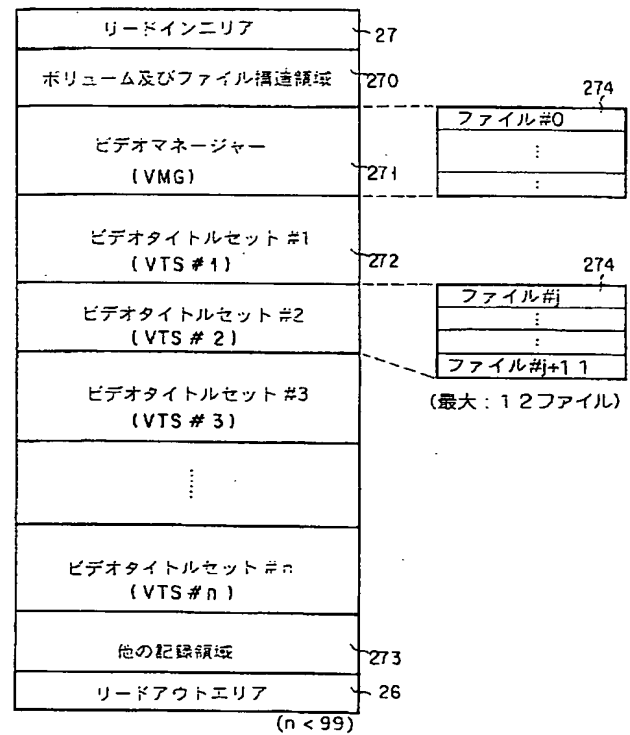 リードインエリア
27
ボリューム及びファイル構造領域
270
ビデオマネージャー
(VMG)
271
274
ファイル#0
⋮
:
ビデオタイトルセット #1
(VTS #1)
272
ビデオタイトルセット #2
(VTS # 2)
274
ファイル#j
⋮
:
ファイル#j+11
(最大:12ファイル)
ビデオタイトルセット #3
(VTS # 3)
ビデオタイトルセット #n
(VTS #n)
他の記録領域
273
リードアウトエリア
26
(n < 99)